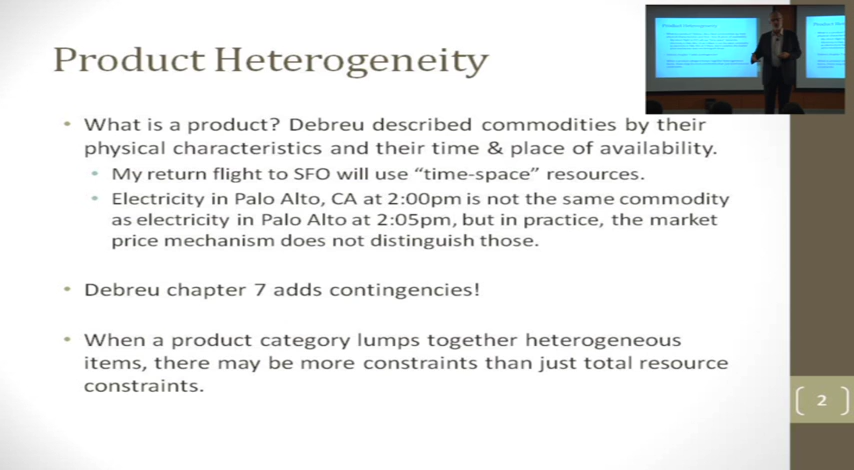 Product Heterogeneity
• What is a product? Debreu described commodities by their
physical characteristics and their time & place of availability.
• My return flight to SFO will use “time-space” resources.
• Electricity in Palo Alto, CA at 2:00pm is not the same commodity
as electricity in Palo Alto at 2:05pm, but in practice, the market
price mechanism does not distinguish those.
• Debreu chapter 7 adds contingencies!
• When a product category lumps together heterogeneous
items, there may be more constraints than just total resource
constraints.
2